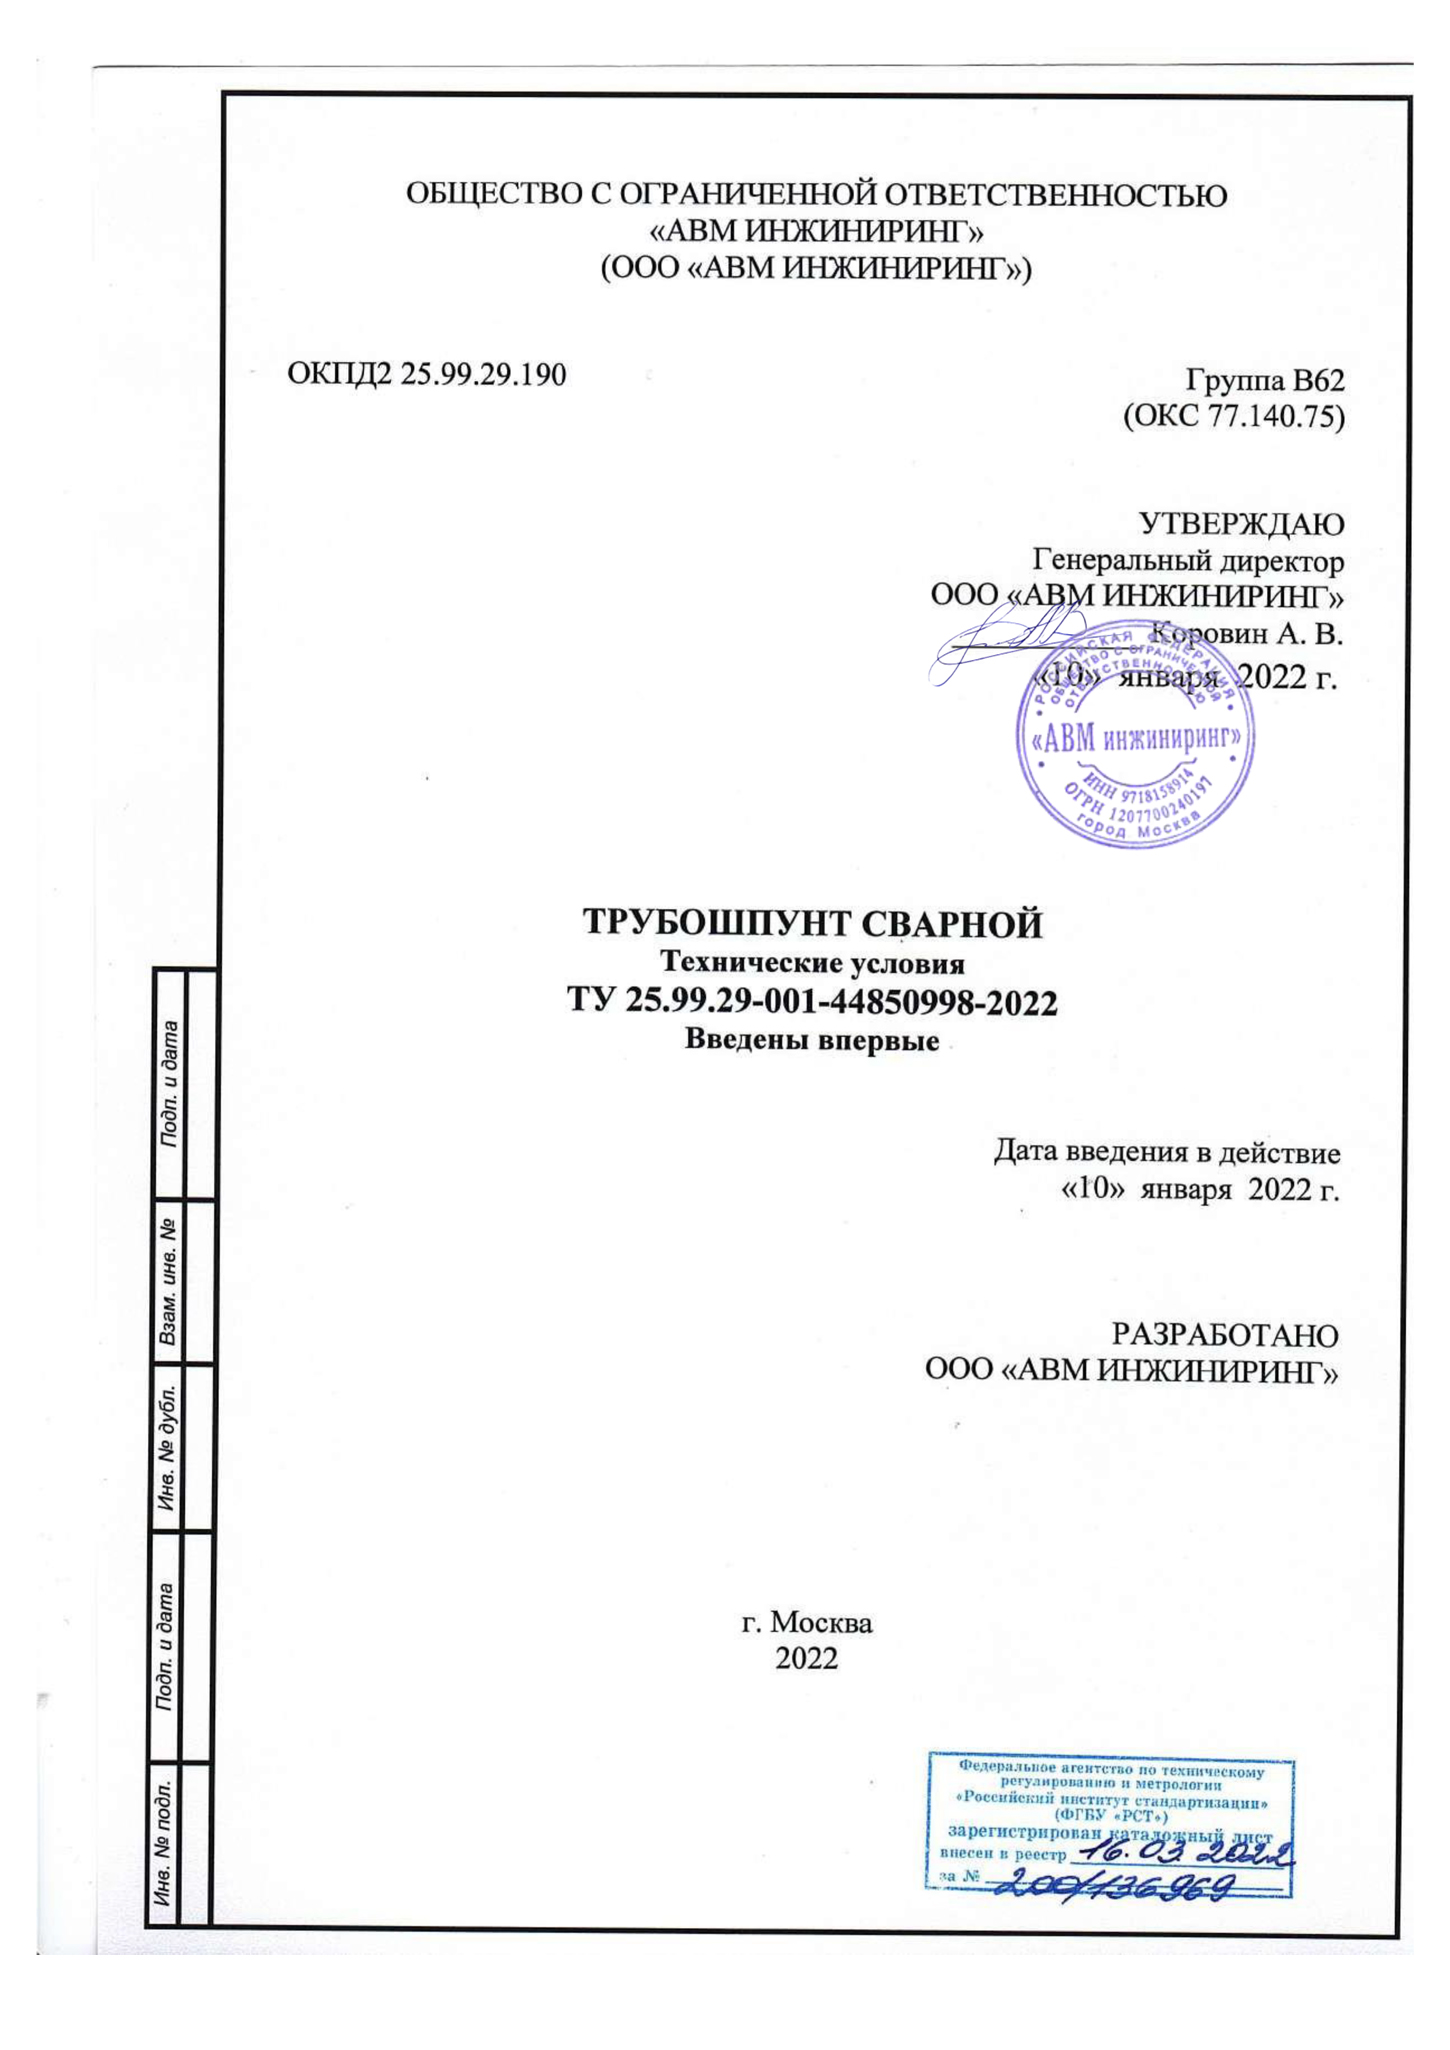 ОБЩЕСТВО С ОГРАНИЧЕННОЙ ОТВЕТСТВЕННОСТЬЮ
«АВМ ИНЖИНИРИНГ»
(ООО «АВМ ИНЖИНИРИНГ»)
ОКПД2 25.99.29.190
Группа В62
(ОКС 77.140.75)
УТВЕРЖДАЮ
Генеральный директор
ООО «АВМ ИНЖИНИРИНГ»
Коровин А. В.
«10» января 2022 г.
РОССИЙСКАЯ ФЕДЕРАЦИЯ
ОБЩЕСТВО С ОГРАНИЧЕННОЙ
ОТВЕТСТВЕННОСТЬЮ
«АВМ инжиниринг»
ИНН 9718158914
ОГРН 1207700240197
город Москва
ТРУБОШПУНТ СВАРНОЙ
Технические условия
ТУ 25.99.29-001-44850998-2022
Введены впервые
Дата введения в действие
«10» января 2022 г.
РАЗРАБОТАНО
ООО «АВМ ИНЖИНИРИНГ»
г. Москва
2022
Подп. и дата
Взам. инв. №
Инв. № дубл.
Подп. и дата
Инв. № подл.
Федеральное агентство по техническому
регулированию и метрологии
«Российский институт стандартизации»
(ФГБУ «РСТ»)
зарегистрирован каталожный лист
внесен в реестр 16.03.2022
за № 200/136969